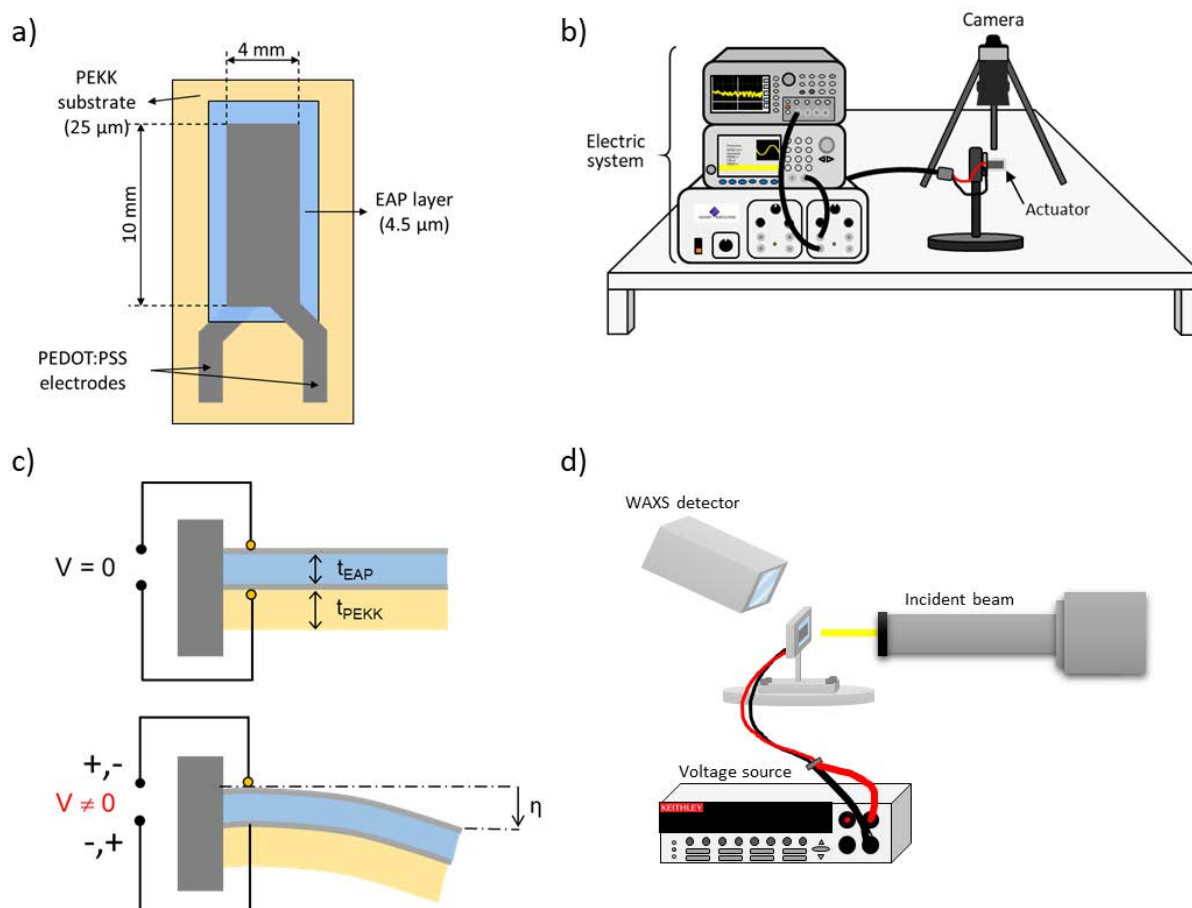 a)
4 mm
PEKK
substrate
(25 µm)
10 mm
EAP layer
(4.5 µm)
PEDOT:PSS
electrodes
b)
Camera
Electric
system
Actuator
c)
V = 0
tEAP
tPEKK
+,-
V ≠ 0
-,+
η
d)
WAXS detector
Incident beam
Voltage source
KEITHLEY